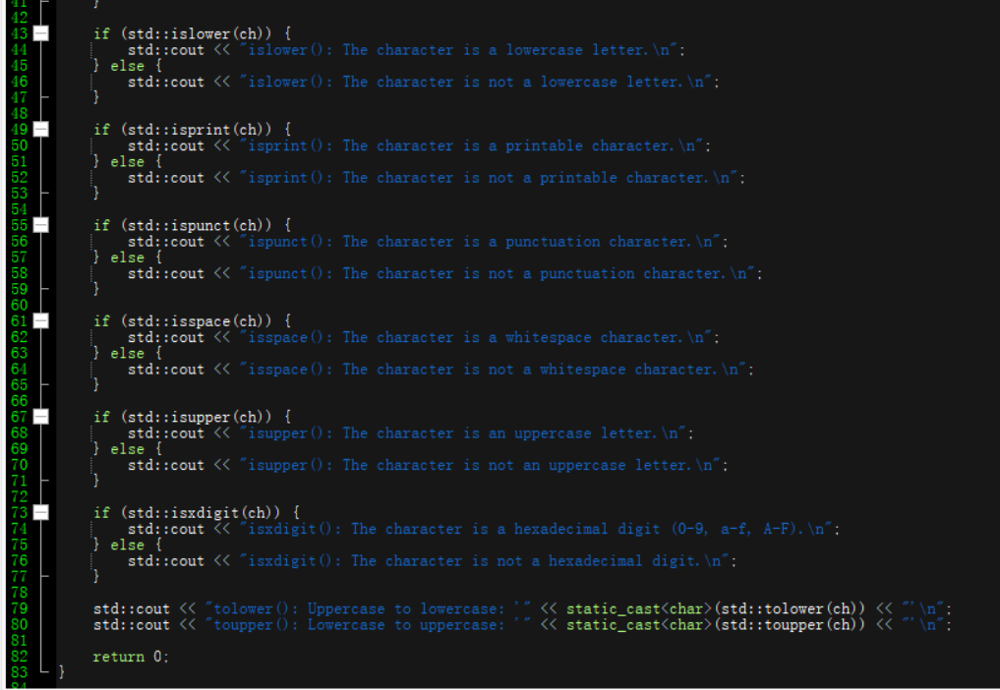 41 }
42
43 if (std::islower(ch)) {
44 std::cout << "islower(): The character is a lowercase letter.\n";
45 } else {
46 std::cout << "islower(): The character is not a lowercase letter.\n";
47 }
48
49 if (std::isprint(ch)) {
50 std::cout << "isprint(): The character is a printable character.\n";
51 } else {
52 std::cout << "isprint(): The character is not a printable character.\n";
53 }
54
55 if (std::ispunct(ch)) {
56 std::cout << "ispunct(): The character is a punctuation character.\n";
57 } else {
58 std::cout << "ispunct(): The character is not a punctuation character.\n";
59 }
60
61 if (std::isspace(ch)) {
62 std::cout << "isspace(): The character is a whitespace character.\n";
63 } else {
64 std::cout << "isspace(): The character is not a whitespace character.\n";
65 }
66
67 if (std::isupper(ch)) {
68 std::cout << "isupper(): The character is an uppercase letter.\n";
69 } else {
70 std::cout << "isupper(): The character is not an uppercase letter.\n";
71 }
72
73 if (std::isxdigit(ch)) {
74 std::cout << "isxdigit(): The character is a hexadecimal digit (0-9, a-f, A-F).\n";
75 } else {
76 std::cout << "isxdigit(): The character is not a hexadecimal digit.\n";
77 }
78
79 std::cout << "tolower(): Uppercase to lowercase: '" << static_cast<char>(std::tolower(ch)) << "'\n";
80 std::cout << "toupper(): Lowercase to uppercase: '" << static_cast<char>(std::toupper(ch)) << "'\n";
81
82 return 0;
83 }
84